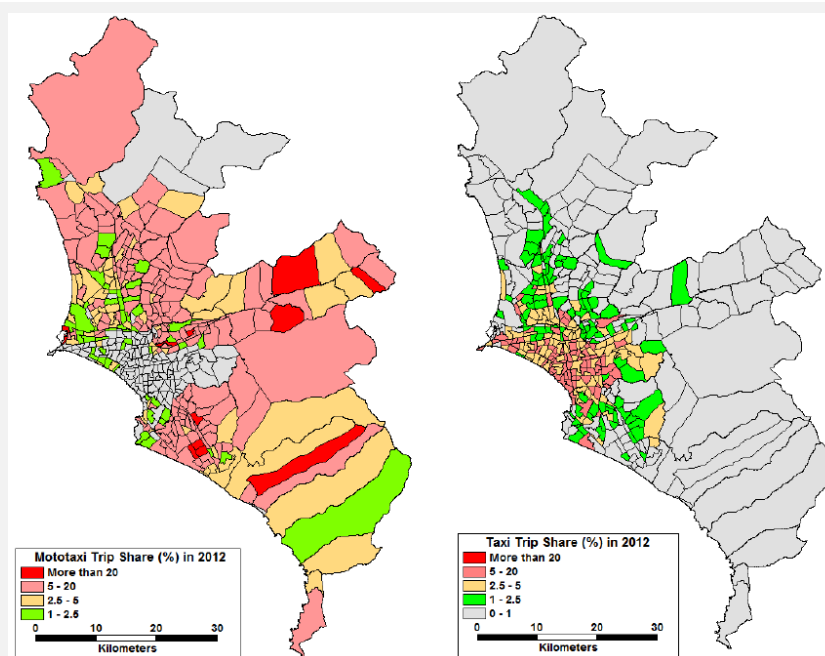 Mototaxi Trip Share (%) in 2012
More than 20
5 - 20
2.5 - 5
1 - 2.5
0 10 20 30
Kilometers
Taxi Trip Share (%) in 2012
More than 20
5 - 20
2.5 - 5
1 - 2.5
0 - 1
0 10 20 30
Kilometers